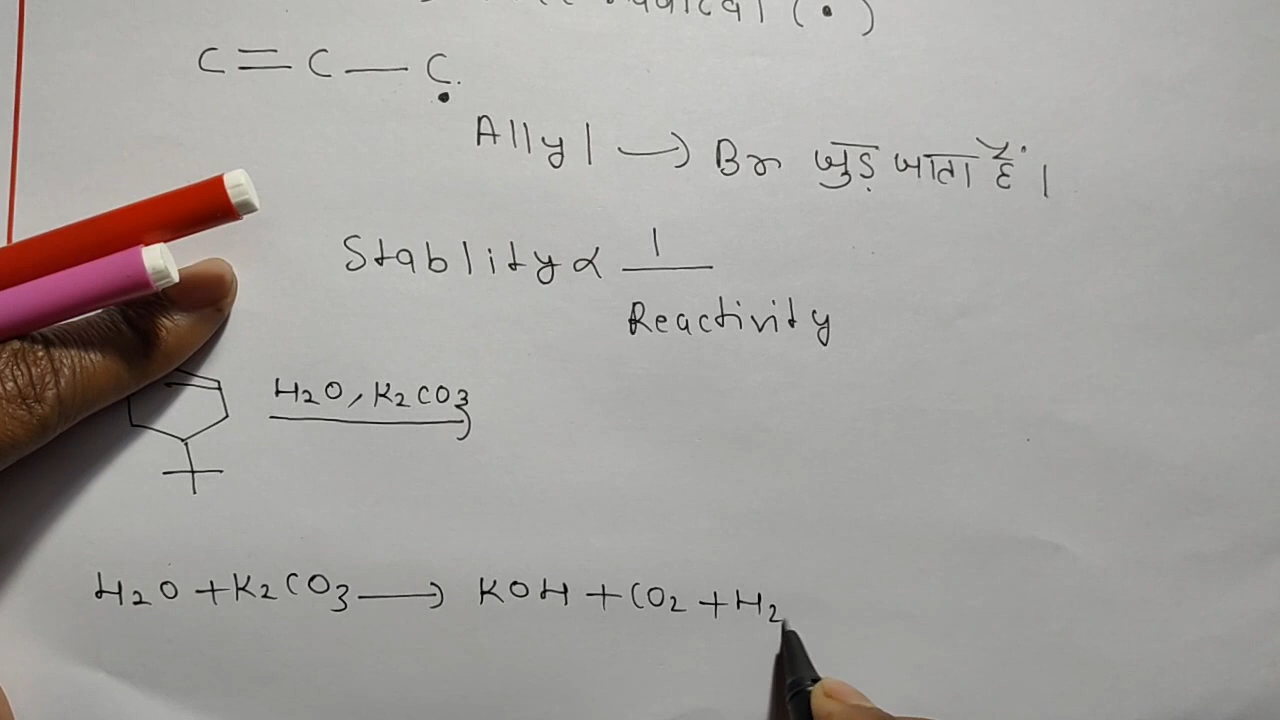 ( • )
C = C — C.
Allyl → Br जुड़ जाता है।
Stablity ∝ 1
Reactivity
H2O, K2CO3
H2O + K2CO3 → KOH + CO2 + H2